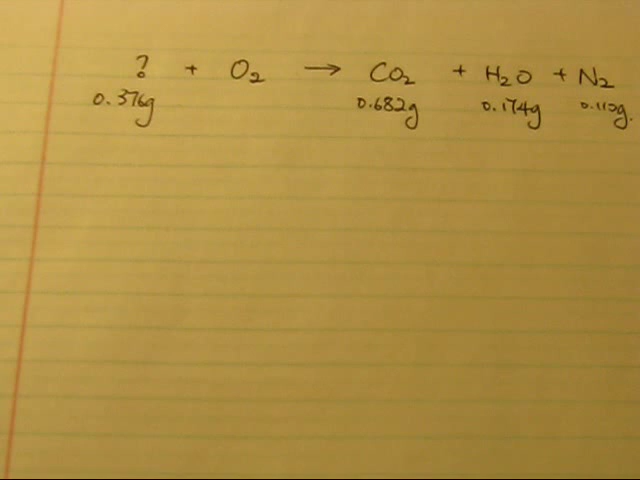 ? + O2 → CO2 + H2O + N2
0.376g 0.682g 0.174g 0.110g.